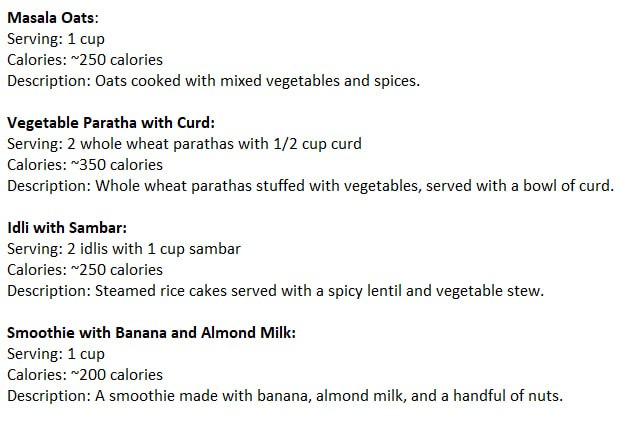 Masala Oats:
Serving: 1 cup
Calories: ~250 calories
Description: Oats cooked with mixed vegetables and spices.
Vegetable Paratha with Curd:
Serving: 2 whole wheat parathas with 1/2 cup curd
Calories: ~350 calories
Description: Whole wheat parathas stuffed with vegetables, served with a bowl of curd.
Idli with Sambar:
Serving: 2 idlis with 1 cup sambar
Calories: ~250 calories
Description: Steamed rice cakes served with a spicy lentil and vegetable stew.
Smoothie with Banana and Almond Milk:
Serving: 1 cup
Calories: ~200 calories
Description: A smoothie made with banana, almond milk, and a handful of nuts.